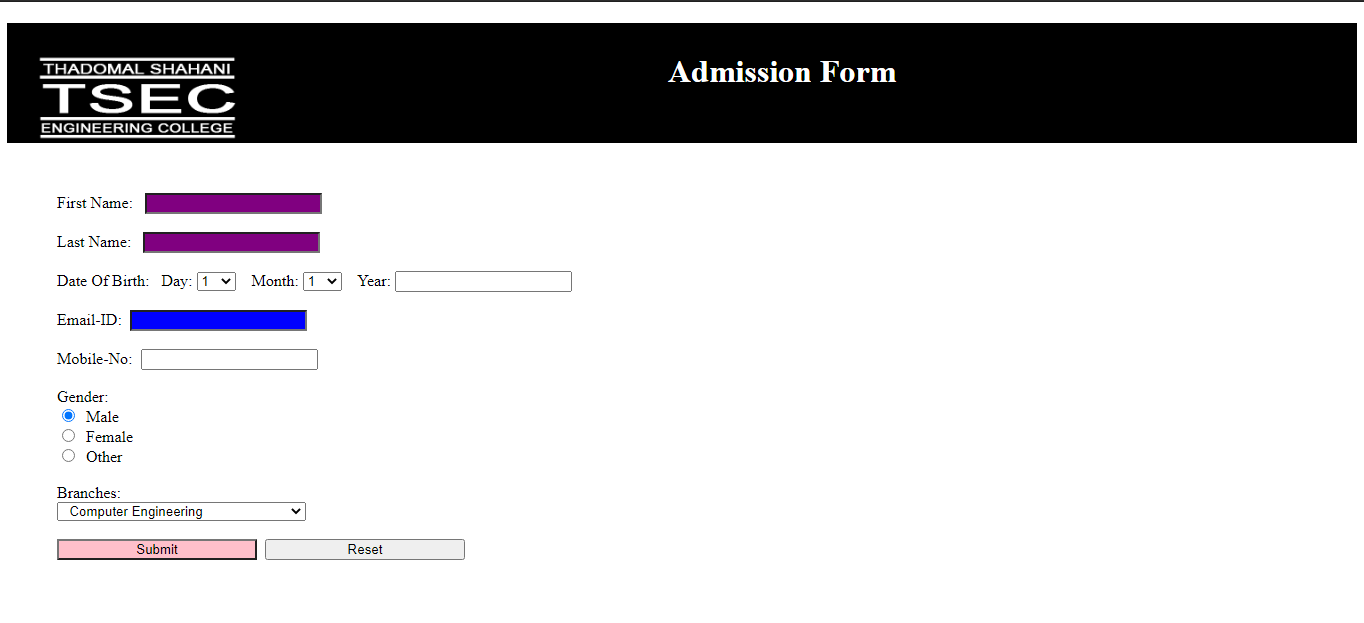 THADOMAL SHAHANI
TSEC
ENGINEERING COLLEGE
Admission Form
First Name:
Last Name:
Date Of Birth: Day: 1 Month: 1 Year:
Email-ID:
Mobile-No:
Gender:
Male
Female
Other
Branches:
Computer Engineering
Submit Reset